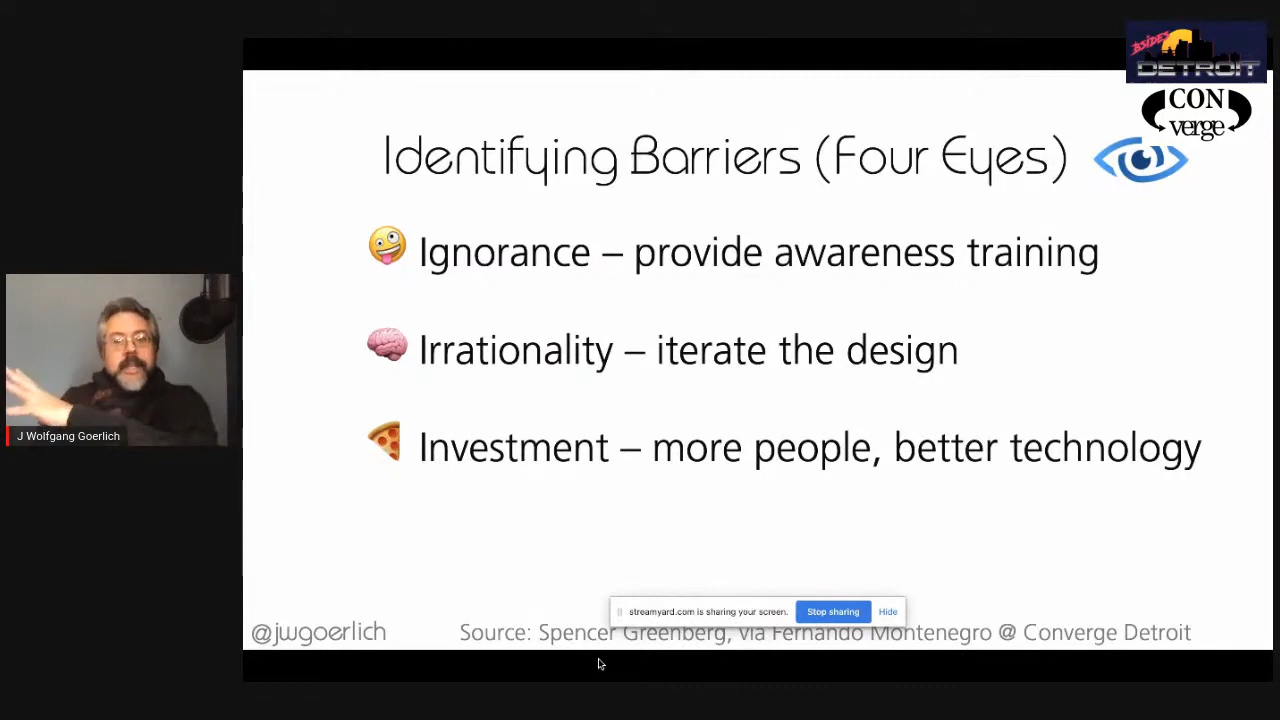 BSIDES
DETROIT
CON
verge
Identifying Barriers (Four Eyes)
Ignorance – provide awareness training
Irrationality – iterate the design
Investment – more people, better technology
J Wolfgang Goerlich
streamyard.com is sharing your screen. Stop sharing Hide
@jwgoerlich Source: Spencer Greenberg, via Fernando Montenegro @ Converge Detroit